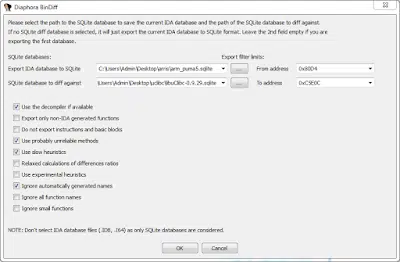 Diaphora BinDiff
Please select the path to the SQLite database to save the current IDA database and the path of the SQLite database to diff against.
If no SQLite diff database is selected, it will just export the current IDA database to SQLite format. Leave the 2nd field empty if you are
exporting the first database.
SQLite databases: Export filter limits:
Export IDA database to SQLite C:\Users\Admin\Desktop\arris\arm_puma5.sqlite ... From address 0x80D4
SQLite database to diff against \Users\Admin\Desktop\uclibc\libuClibc-0.9.29.sqlite ... To address 0xC5E0C
Use the decompiler if available
Export only non-IDA generated functions
Do not export instructions and basic blocks
Use probably unreliable methods
Use slow heuristics
Relaxed calculations of differences ratios
Use experimental heuristics
Ignore automatically generated names
Ignore all function names
Ignore small functions
NOTE: Don't select IDA database files (.IDB, .I64) as only SQLite databases are considered.
OK Cancel